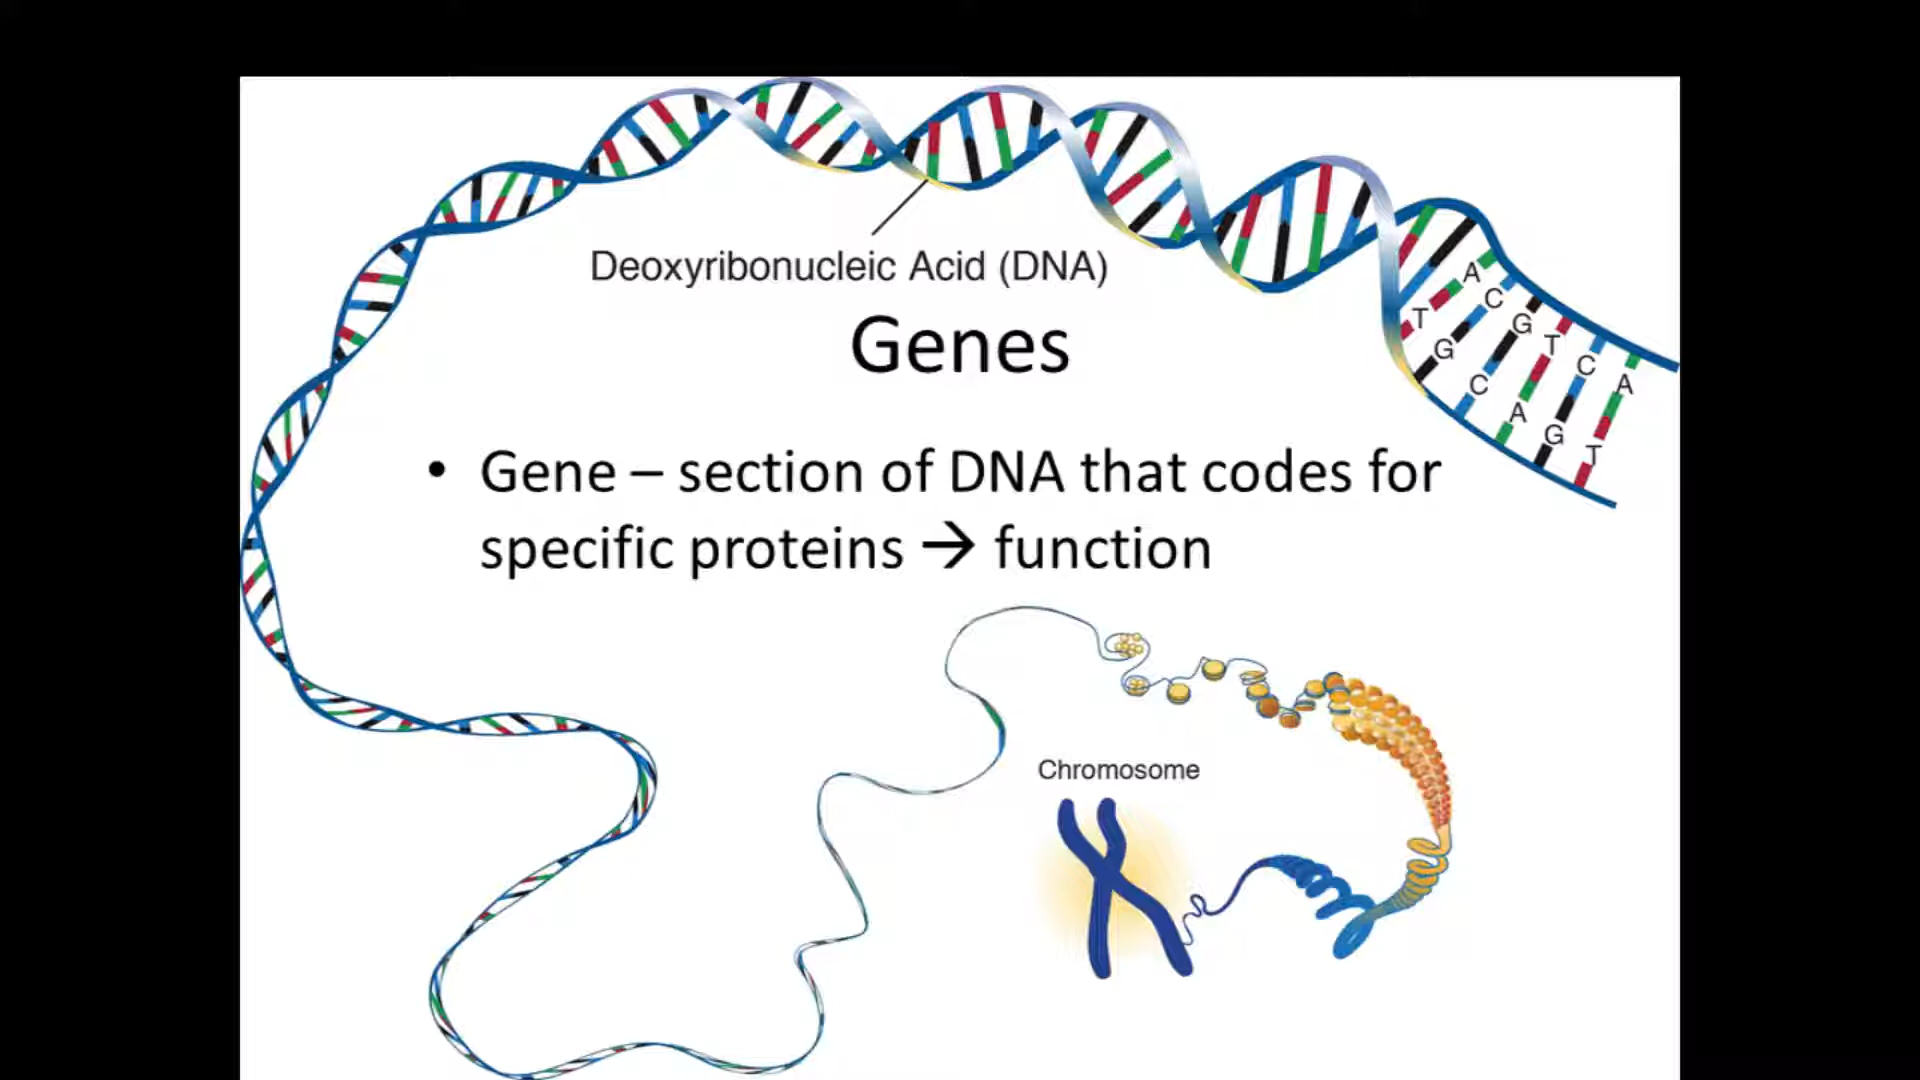 Deoxyribonucleic Acid (DNA)
Genes
A
C
G
T
C
A
T
G
C
A
G
T
• Gene – section of DNA that codes for
specific proteins → function
Chromosome